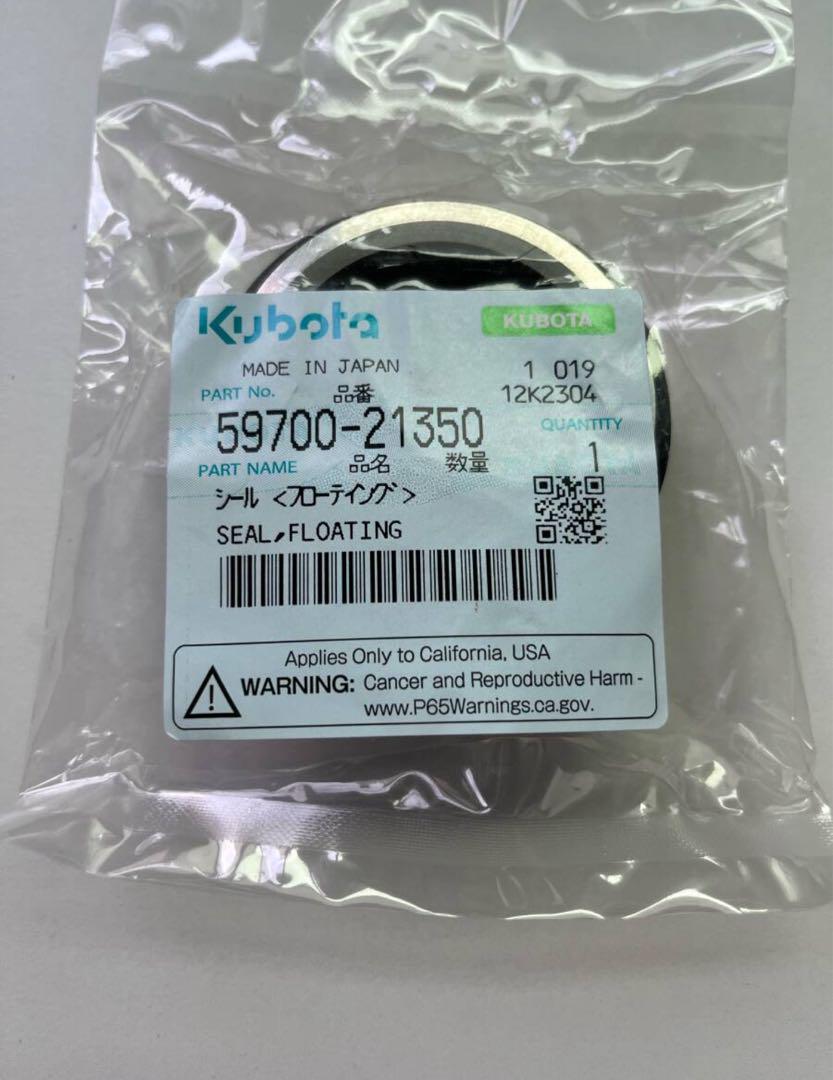 Kubota
KUBOTA
MADE IN JAPAN 1 019
PART No. 品番 12K2304
59700-21350 QUANTITY
PART NAME 品名 数量 1
シール <フローティング>
SEAL,FLOATING
Applies Only to California, USA
WARNING: Cancer and Reproductive Harm -
www.P65Warnings.ca.gov.